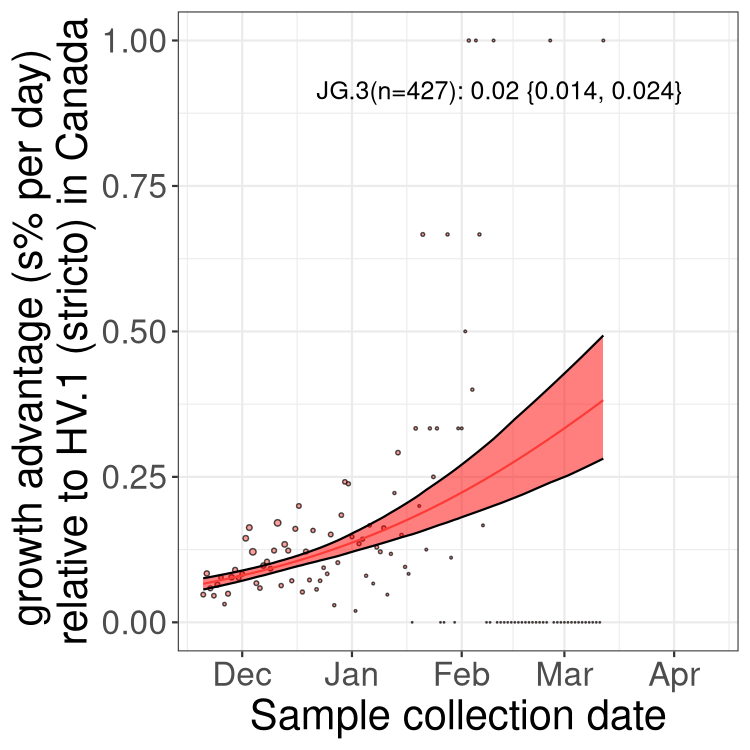 growth advantage (s% per day)
relative to HV.1 (stricto) in Canada
1.00
0.75
0.50
0.25
0.00
JG.3(n=427): 0.02 {0.014, 0.024}
Dec Jan Feb Mar Apr
Sample collection date